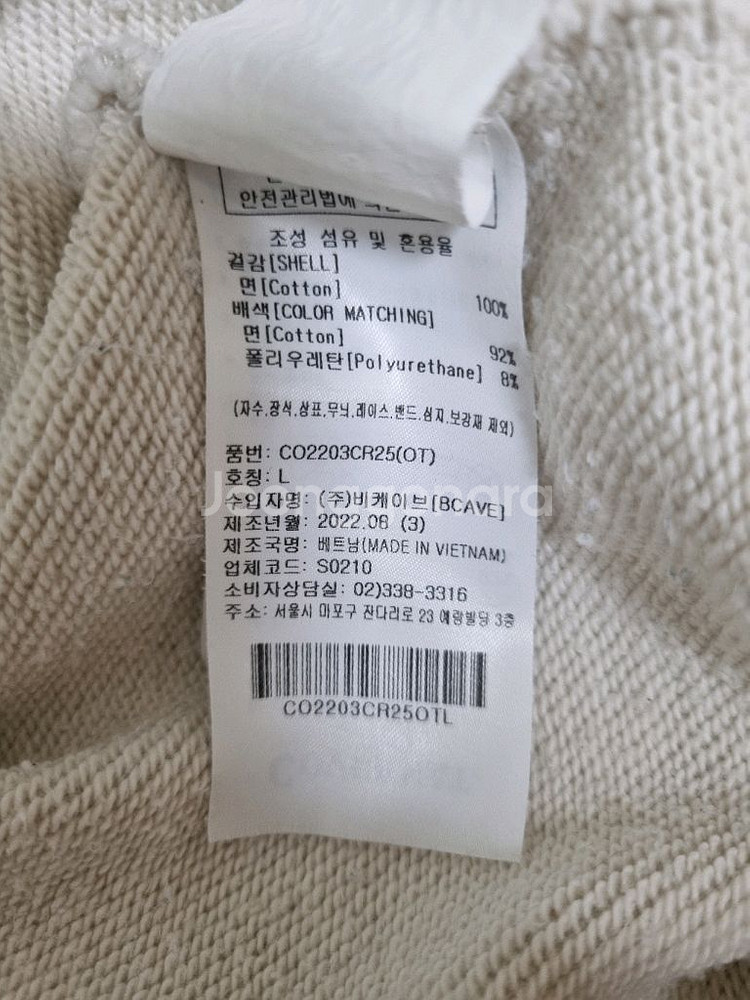 안전관리법에
조성 섬유 및 혼용율
겉감[SHELL]
면[Cotton] 100%
배색[COLOR MATCHING]
면[Cotton] 92%
폴리우레탄[Polyurethane] 8%
(자수.장식.상표.무늬.레이스.밴드.심지.보강재 제외)
품번: CO2203CR25(OT)
호칭: L
수입자명: (주)비케이브[BCAVE]
제조년월: 2022.08 (3)
제조국명: 베트남(MADE IN VIETNAM)
업체코드: S0210
소비자상담실: 02)338-3316
주소: 서울시 마포구 잔다리로 23 예랑빌딩 3층
CO2203CR25OTL
Joongonara